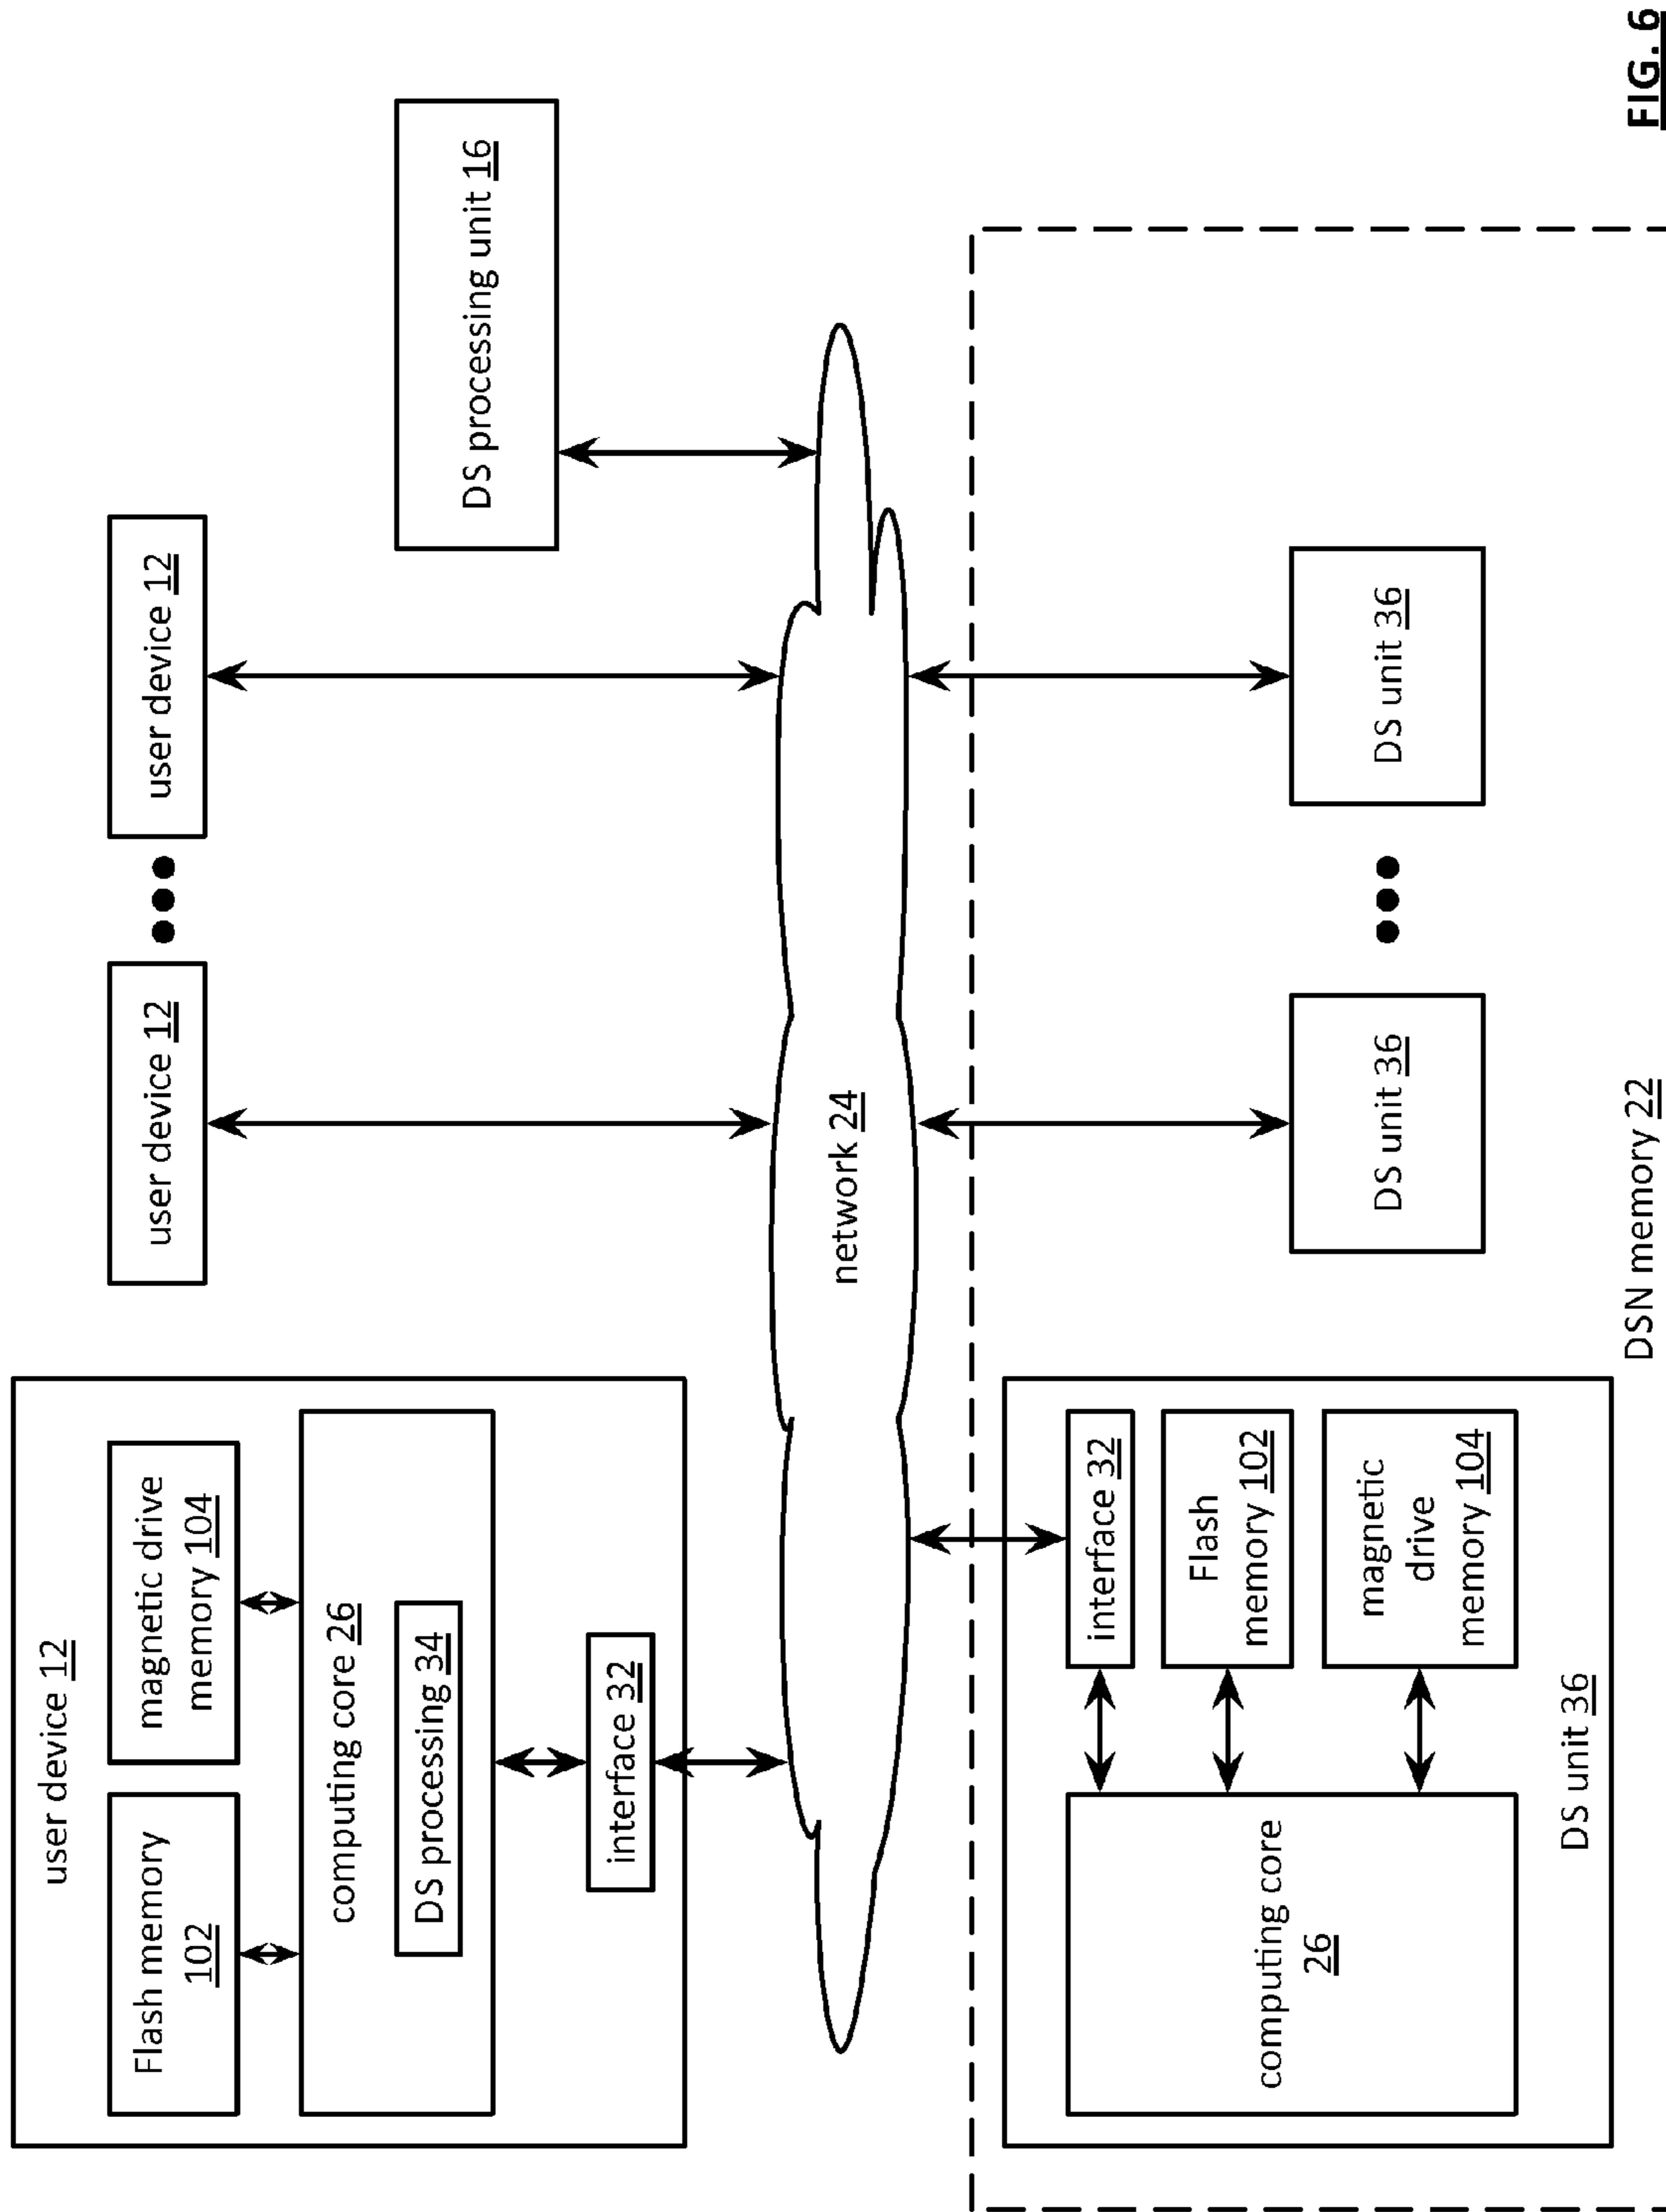 user device 12
Flash memory
102
magnetic drive
memory 104
computing core 26
DS processing 34
interface 32
user device 12
user device 12
DS processing unit 16
network 24
computing core
26
interface 32
Flash
memory 102
magnetic
drive
memory 104
DS unit 36
DS unit 36
DS unit 36
DSN memory 22
FIG. 6